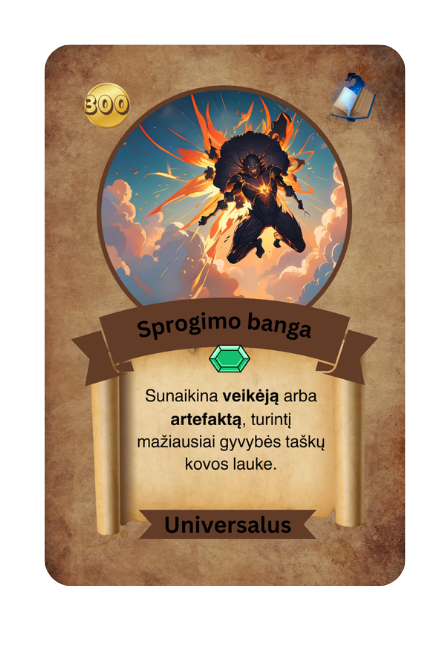 300
Sprogimo banga
Sunaikina veikėją arba
artefaktą, turintį
mažiausiai gyvybės taškų
kovos lauke.
Universalus